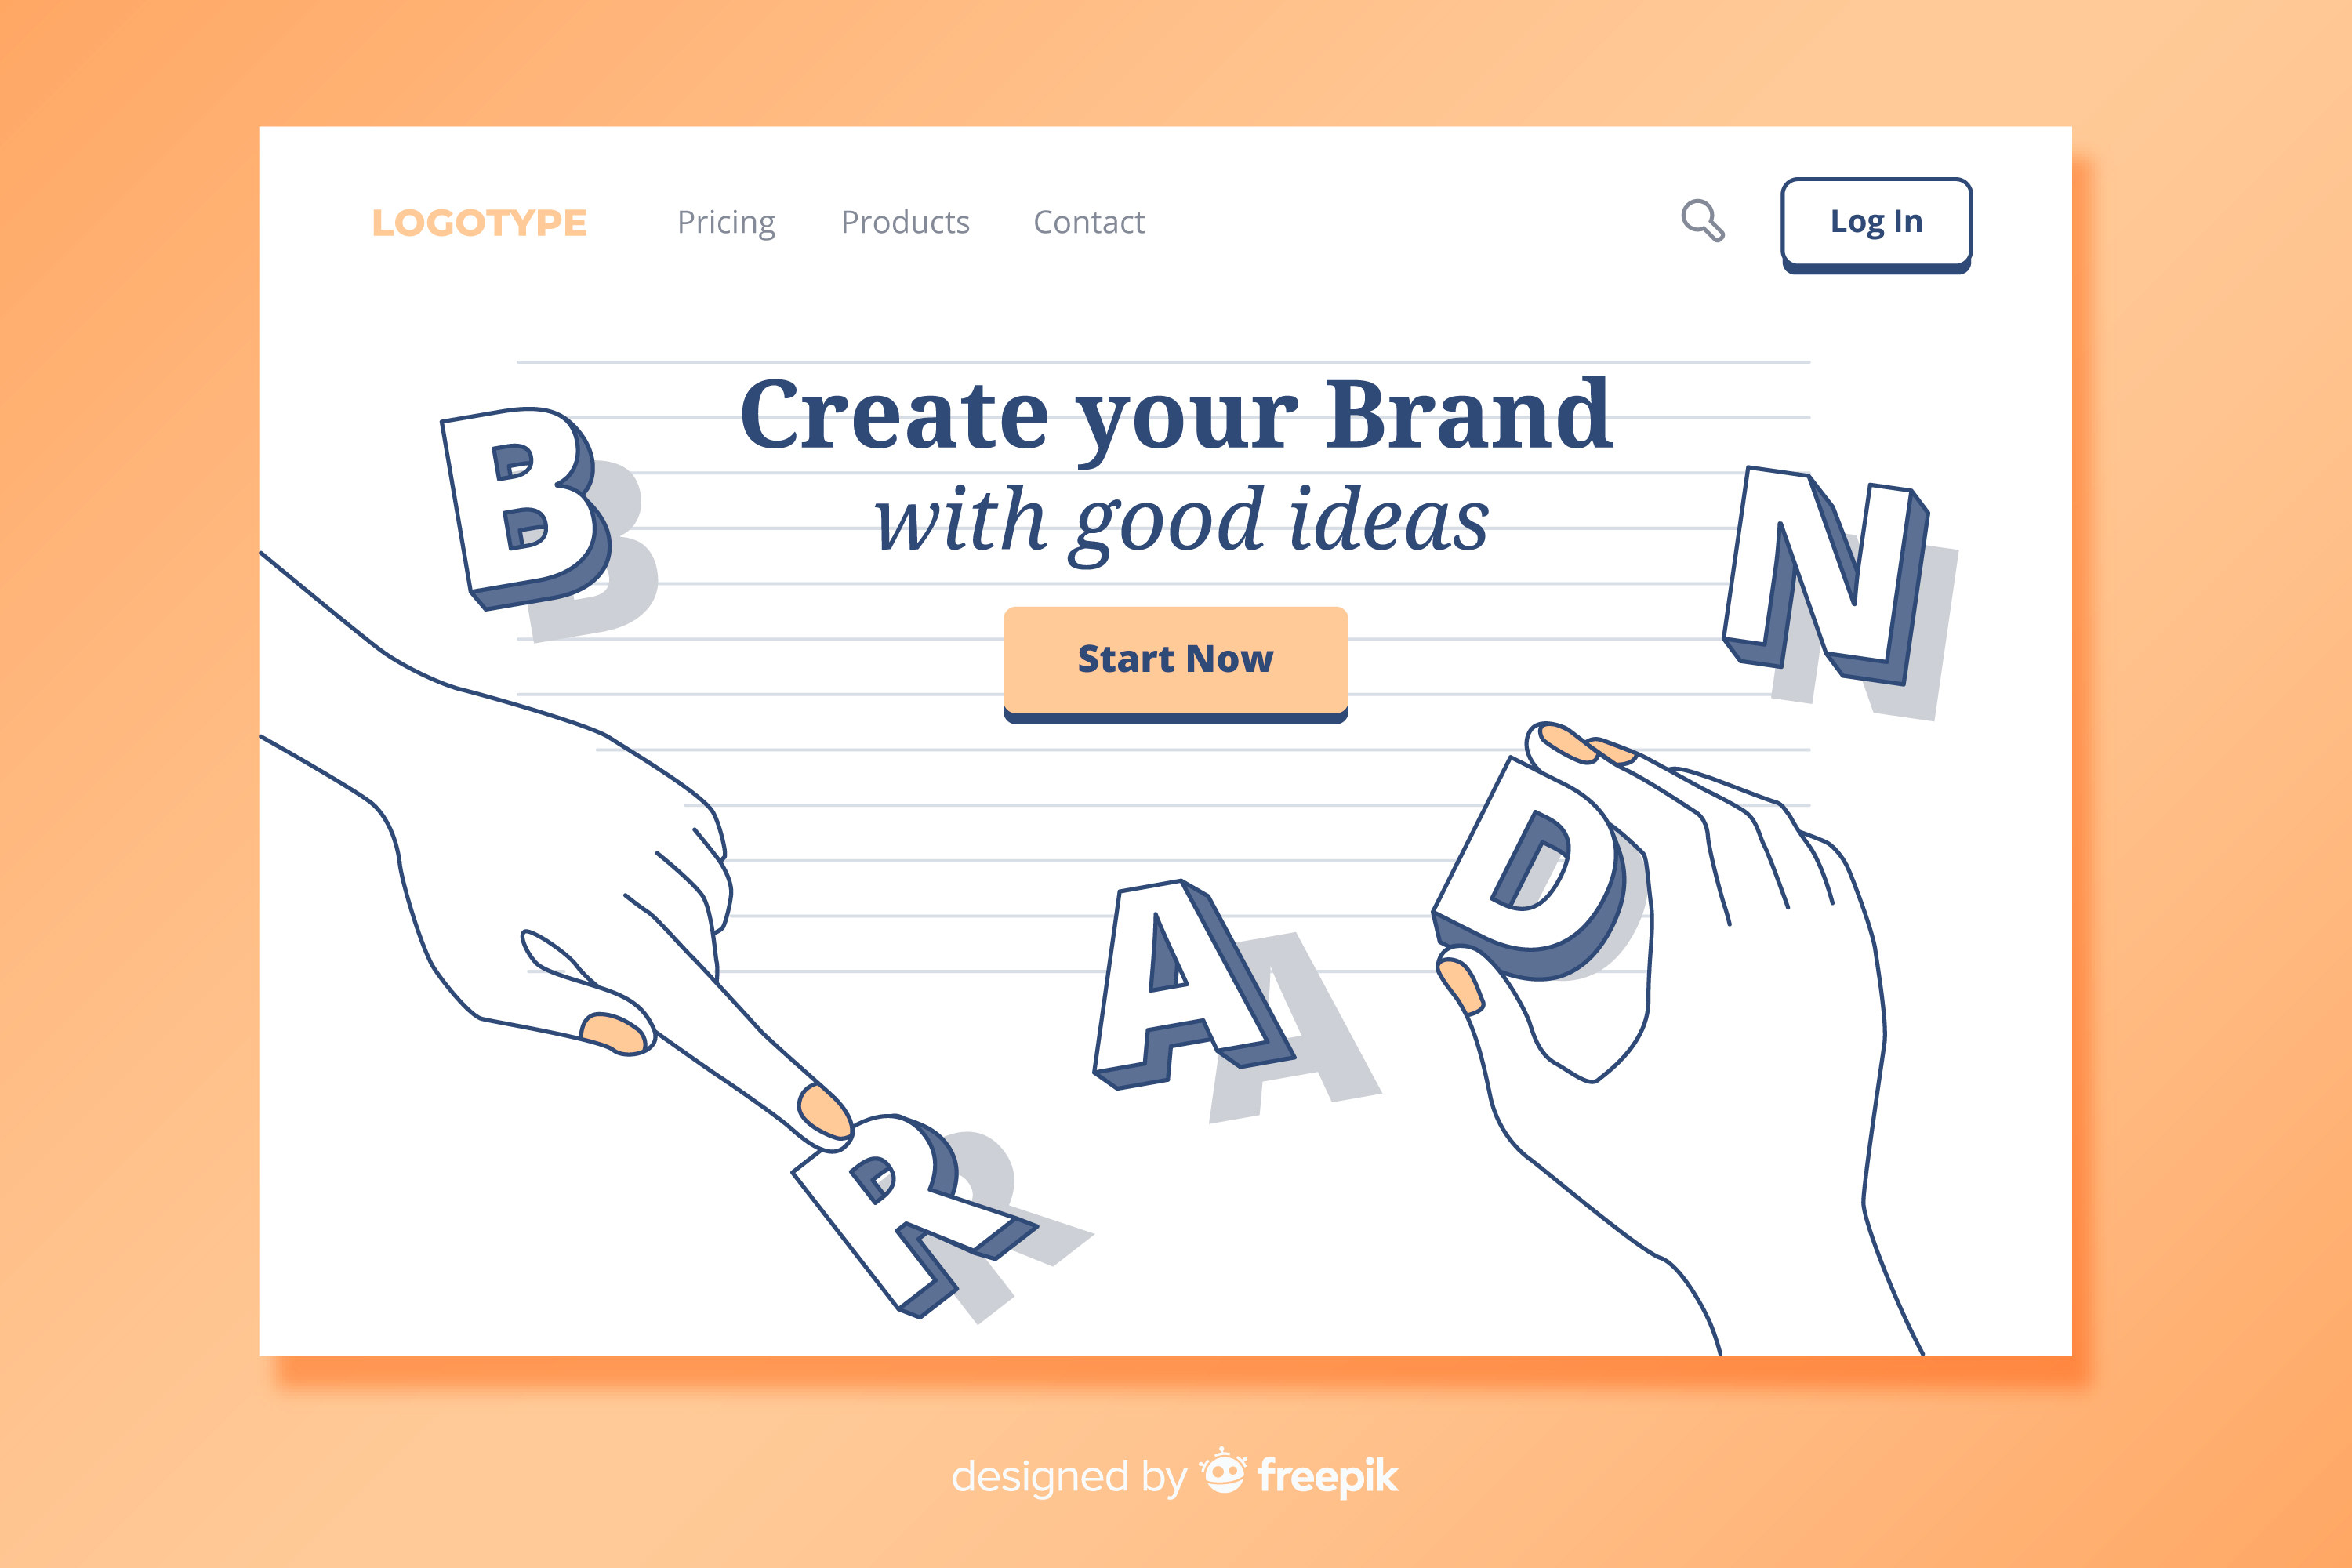 LOGOTYPE Pricing Products Contact Log In
Create your Brand
with good ideas
Start Now
B
N
D
A
R
designed by freepik